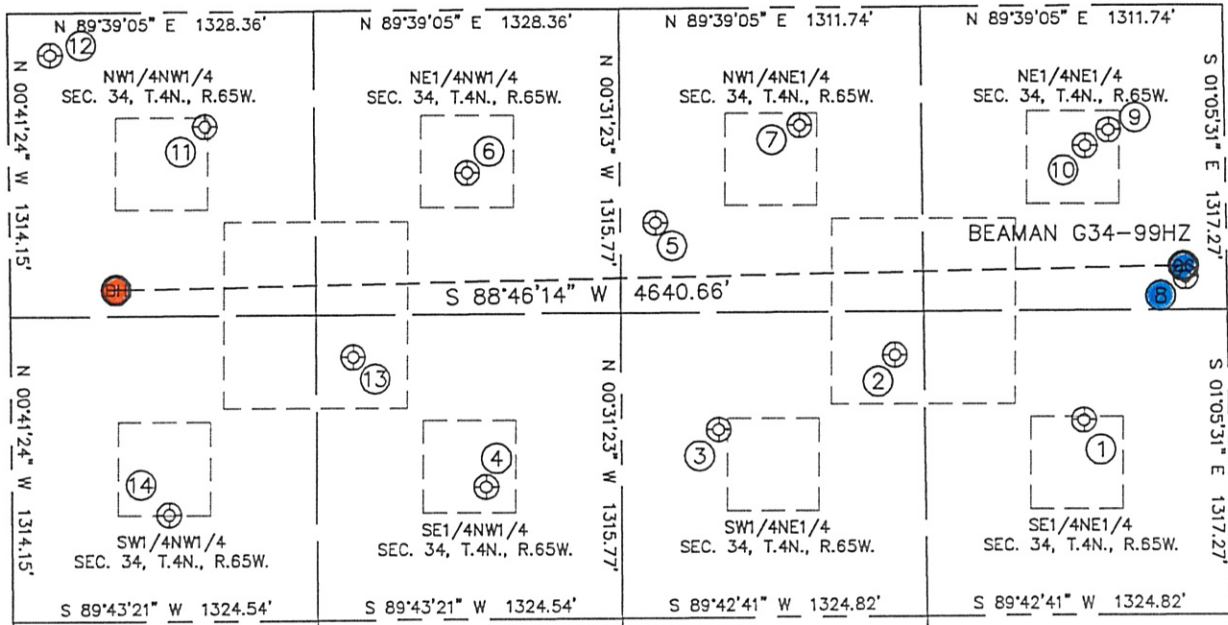 N 89°39'05" E 1328.36'
N 89°39'05" E 1328.36'
N 89°39'05" E 1311.74'
N 89°39'05" E 1311.74'
12
N 00°41'24" W 1314.15'
NW1/4NW1/4
SEC. 34, T.4N., R.65W.
NE1/4NW1/4
SEC. 34, T.4N., R.65W.
N 00°31'23" W 1315.77'
NW1/4NE1/4
SEC. 34, T.4N., R.65W.
NE1/4NE1/4
SEC. 34, T.4N., R.65W.
S 01°05'31" E 1317.27'
11
6
7
9
10
5
BEAMAN G34-99HZ
BH
S 88°46'14" W 4640.66'
8
13
2
N 00°41'24" W 1314.15'
N 00°31'23" W 1315.77'
S 01°05'31" E 1317.27'
14
4
3
1
SW1/4NW1/4
SEC. 34, T.4N., R.65W.
SE1/4NW1/4
SEC. 34, T.4N., R.65W.
SW1/4NE1/4
SEC. 34, T.4N., R.65W.
SE1/4NE1/4
SEC. 34, T.4N., R.65W.
S 89°43'21" W 1324.54'
S 89°43'21" W 1324.54'
S 89°42'41" W 1324.82'
S 89°42'41" W 1324.82'